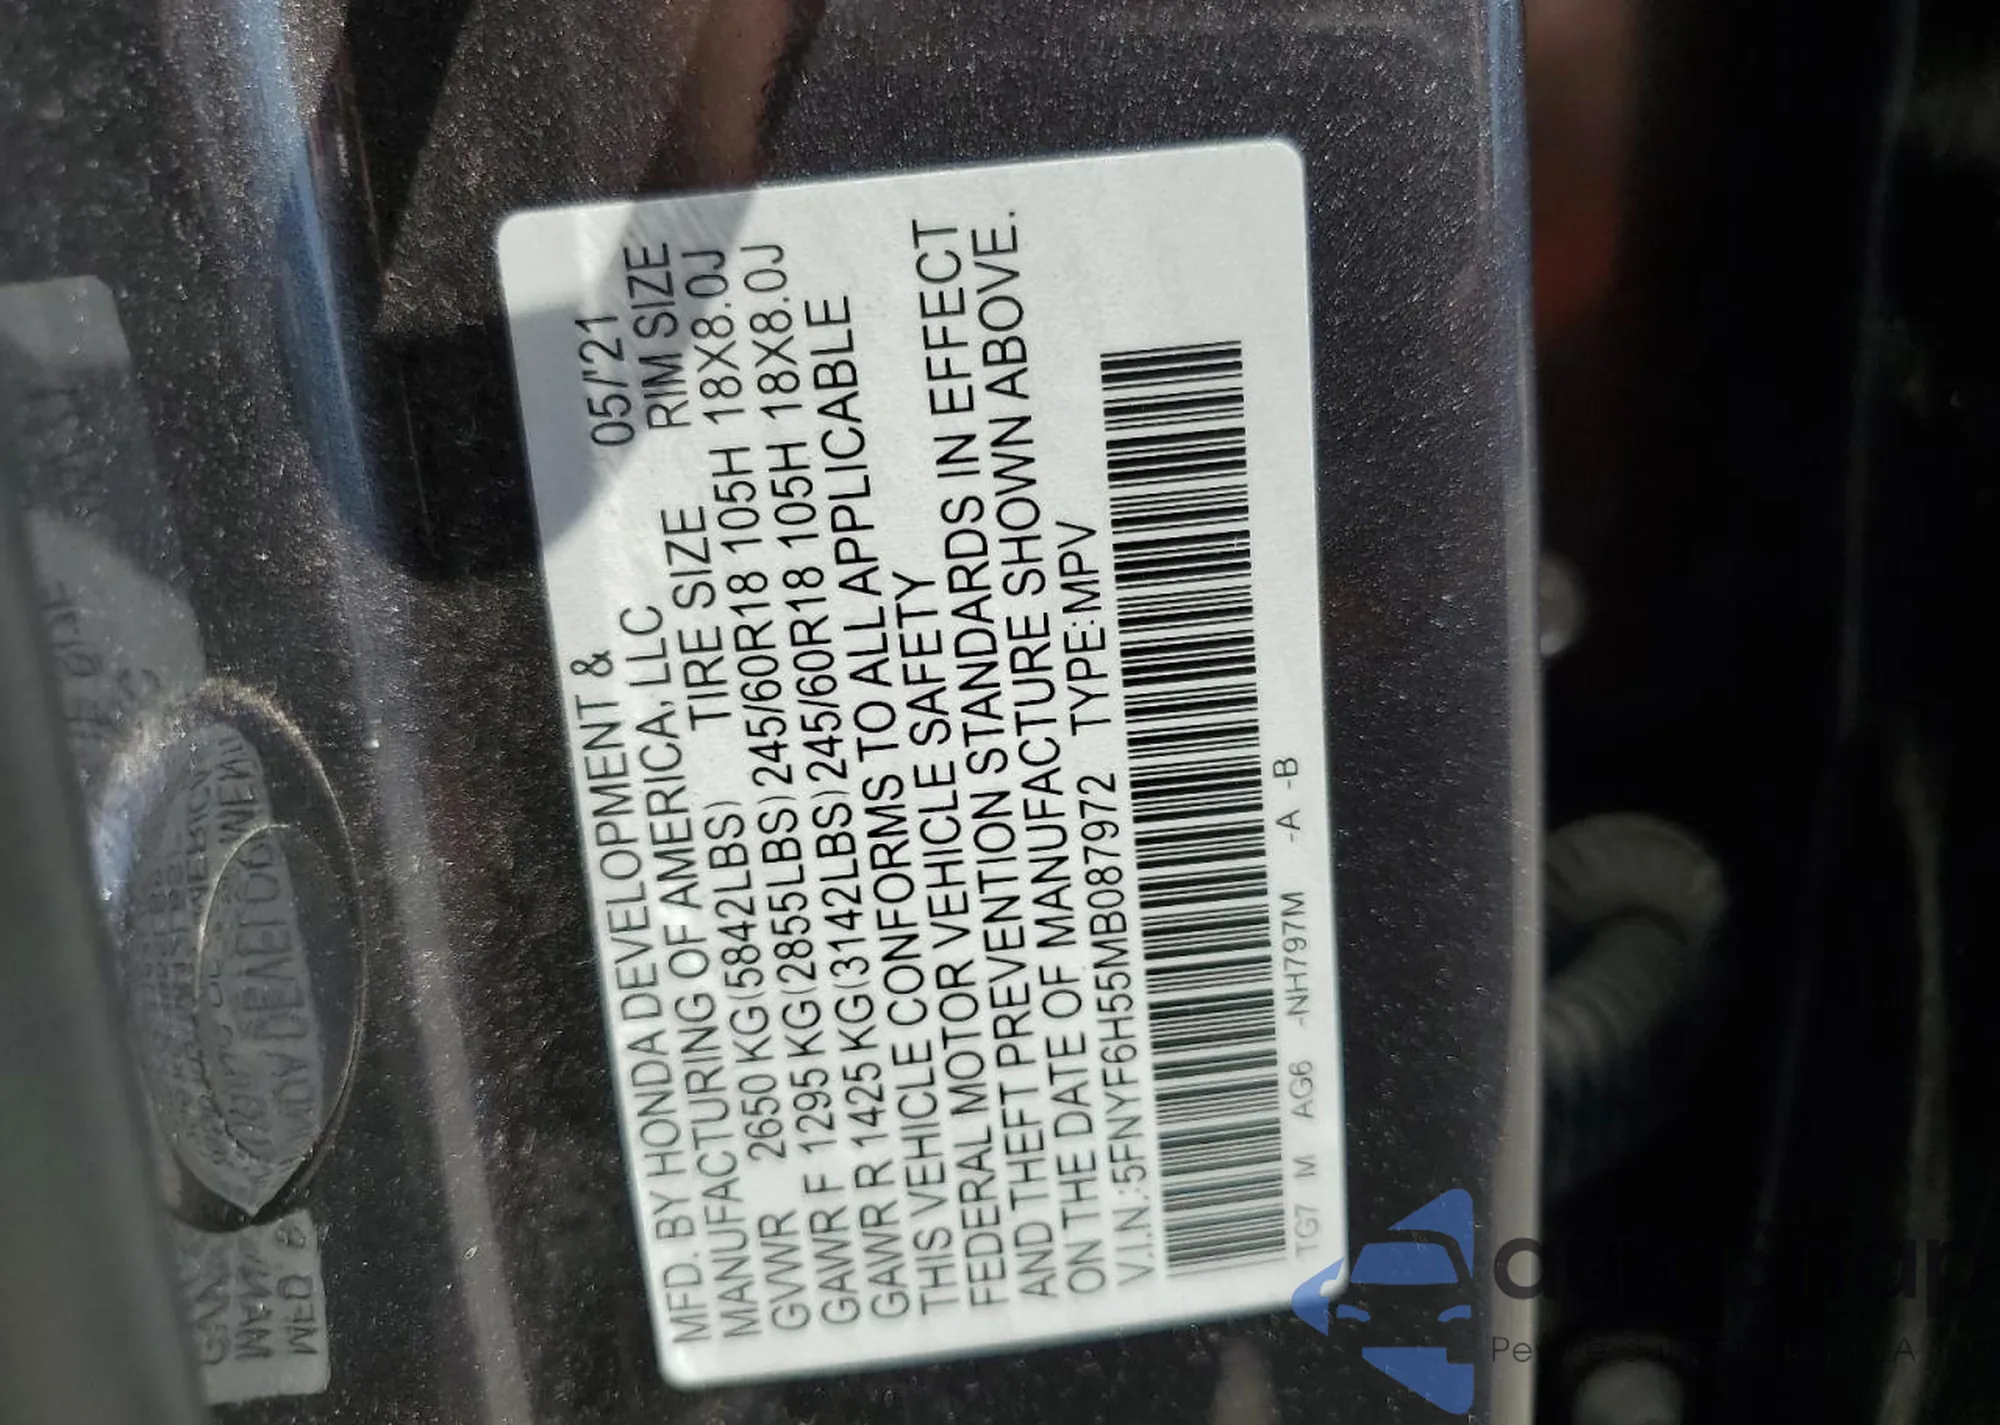 MFD. BY HONDA DEVELOPMENT &
MANUFACTURING OF AMERICA, LLC 05/'21
GVWR 2650 KG(5842LBS) TIRE SIZE RIM SIZE
GAWR F 1295 KG(2855LBS) 245/60R18 105H 18X8.0J
GAWR R 1425 KG(3142LBS) 245/60R18 105H 18X8.0J
THIS VEHICLE CONFORMS TO ALL APPLICABLE
FEDERAL MOTOR VEHICLE SAFETY
AND THEFT PREVENTION STANDARDS IN EFFECT
ON THE DATE OF MANUFACTURE SHOWN ABOVE.
V.I.N.:5FNYF6H55MB087972 TYPE:MPV
TG7 M AG6 -NH797M -A -B